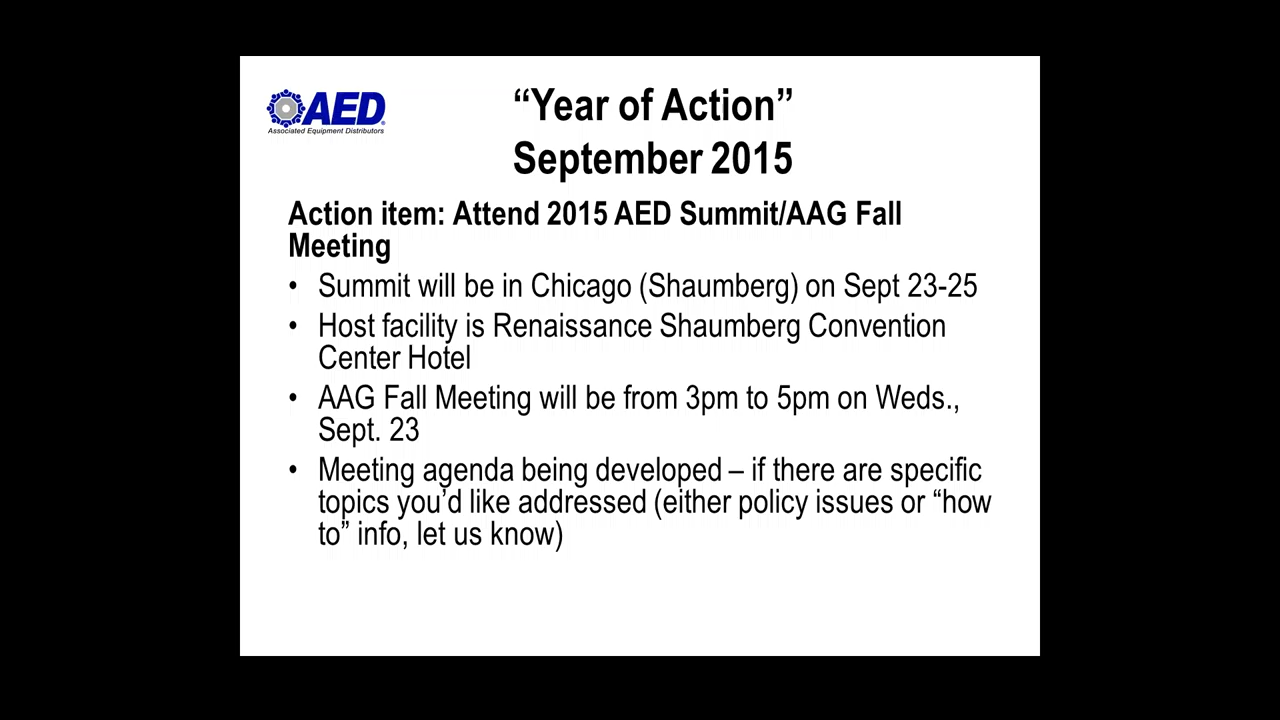 AED
Associated Equipment Distributors
“Year of Action”
September 2015
Action item: Attend 2015 AED Summit/AAG Fall
Meeting
• Summit will be in Chicago (Shaumberg) on Sept 23-25
• Host facility is Renaissance Shaumberg Convention
Center Hotel
• AAG Fall Meeting will be from 3pm to 5pm on Weds.,
Sept. 23
• Meeting agenda being developed – if there are specific
topics you’d like addressed (either policy issues or “how
to” info, let us know)